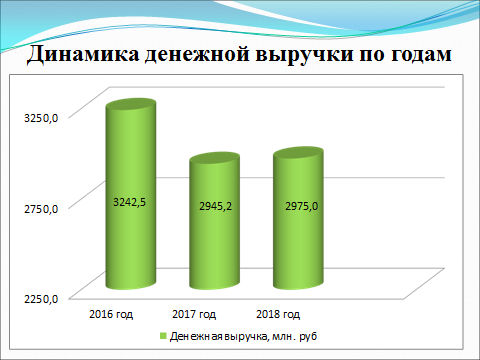 Динамика денежной выручки по годам
3250,0
2750,0
2250,0
3242,5
2945,2
2975,0
2016 год
2017 год
2018 год
Денежная выручка, млн. руб